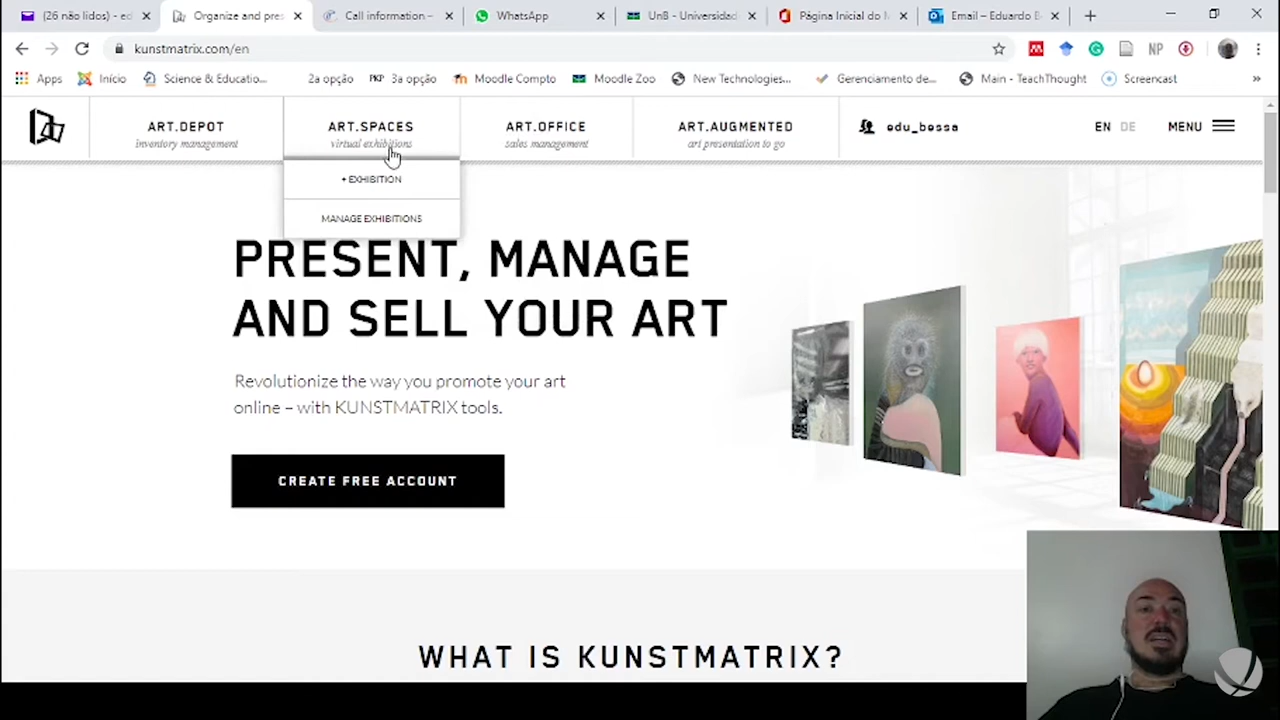 (26 não lidos) - ed
Organize and pres
Call information –
WhatsApp
UnB - Universidad
Página Inicial do M
Email – Eduardo B
kunstmatrix.com/en
NP
Apps
Início
Science & Educatio...
2a opção
PKP 3a opção
Moodle Compto
Moodle Zoo
New Technologies...
Gerenciamento de...
Main - TeachThought
Screencast
»
ART.DEPOT
inventory management
ART.SPACES
virtual exhibitions
ART.OFFICE
sales management
ART.AUGMENTED
art presentation to go
edu_bessa
EN DE
MENU
+ EXHIBITION
MANAGE EXHIBITIONS
PRESENT, MANAGE
AND SELL YOUR ART
Revolutionize the way you promote your art
online – with KUNSTMATRIX tools.
CREATE FREE ACCOUNT
WHAT IS KUNSTMATRIX?